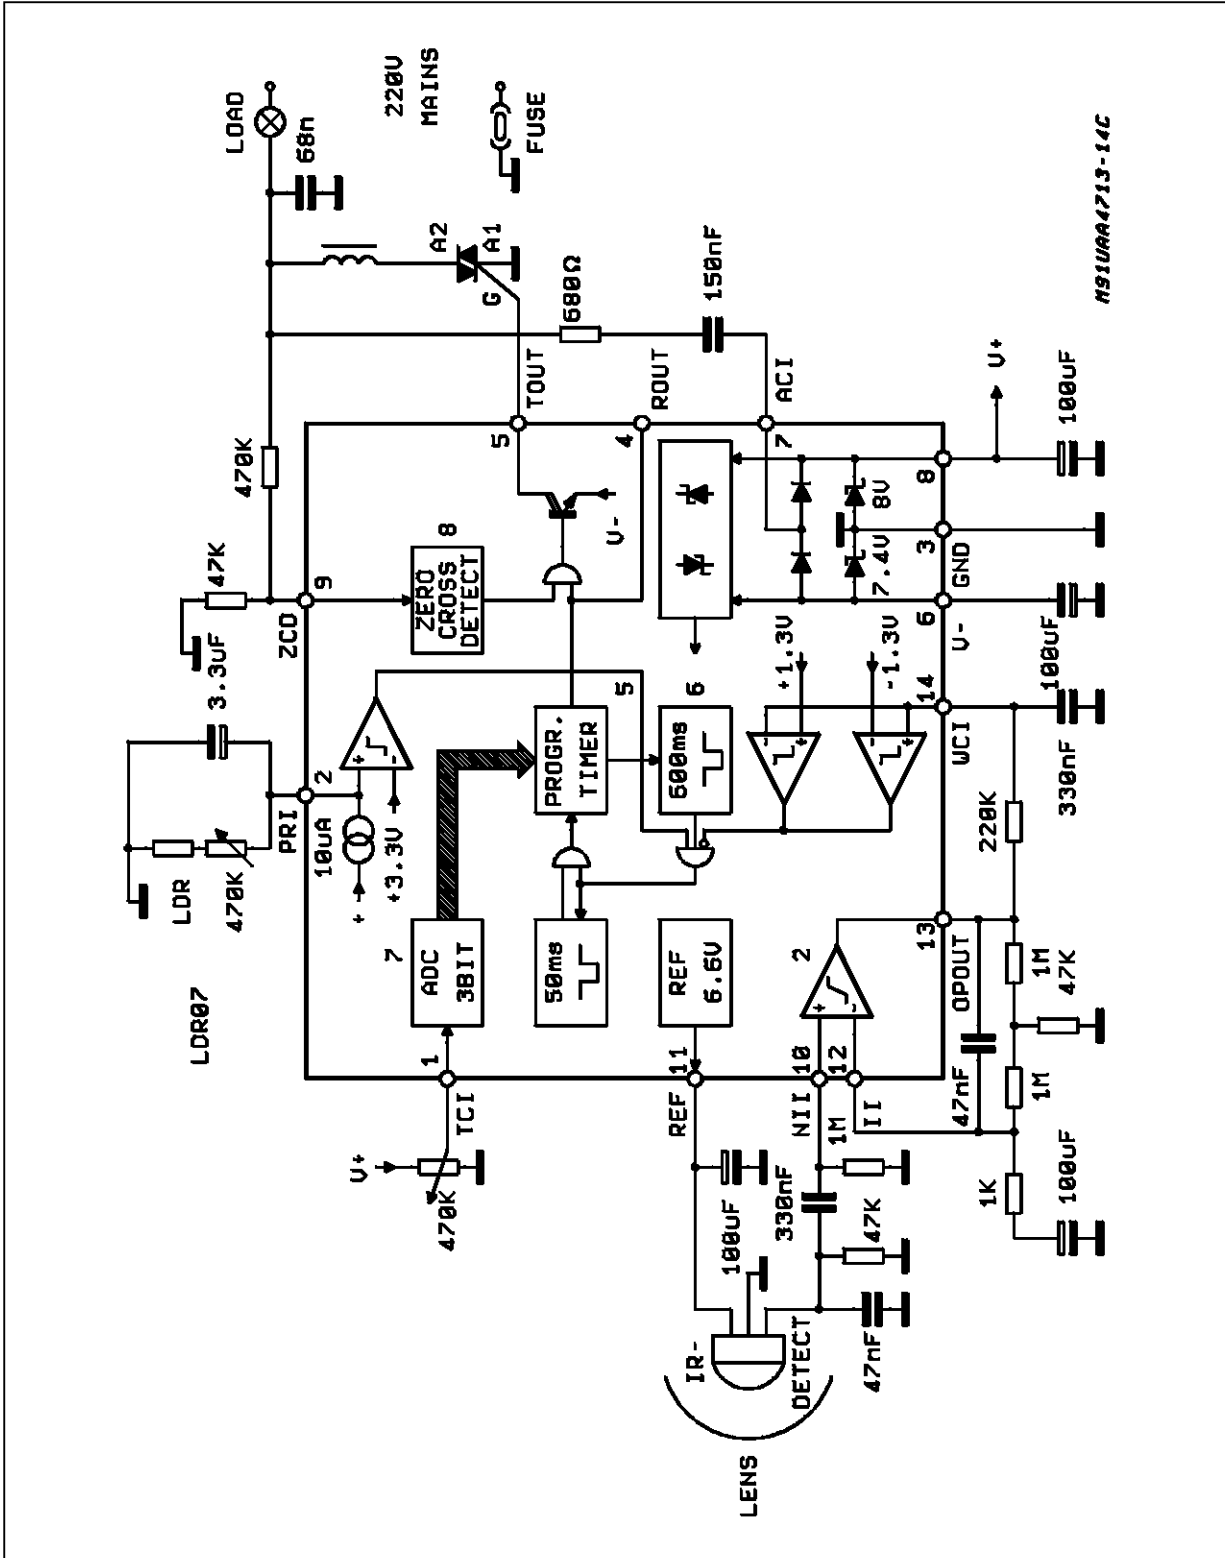 LDR07
LDR
470K
3.3uF
47K
470K
LOAD
68n
PRI
2
10uA
+
+3.3V
ZCD
9
220V
MAINS
FUSE
V+
470K
TCI
1
7
ADC
3BIT
ZERO
CROSS
DETECT
8
A2
A1
G
5
TOUT
680Ω
50ms
PROGR.
TIMER
5
V-
4
ROUT
150nF
REF
11
REF
6.6V
600ms
6
7
ACI
LENS
IR-
DETECT
100uF
330nF
NII
10
1M
12
II
2
+1.3V
-1.3V
7.4V
8V
47nF
47K
13
OPOUT
14
WCI
6
V-
3
GND
8
V+
1K
100uF
47nF
1M
1M
47K
220K
330nF
100uF
100uF
M91UAA4713-14C